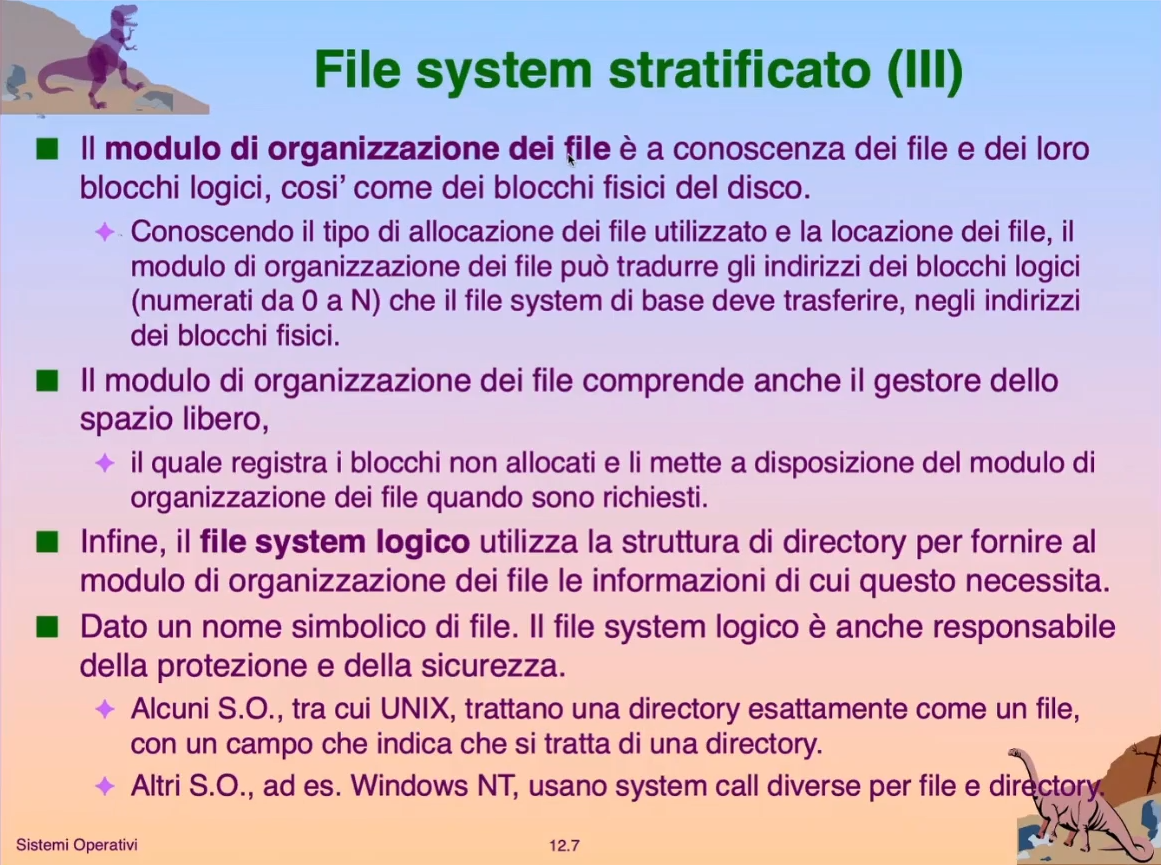 File system stratificato (III)
Il modulo di organizzazione dei file è a conoscenza dei file e dei loro
blocchi logici, cosi’ come dei blocchi fisici del disco.
Conoscendo il tipo di allocazione dei file utilizzato e la locazione dei file, il
modulo di organizzazione dei file può tradurre gli indirizzi dei blocchi logici
(numerati da 0 a N) che il file system di base deve trasferire, negli indirizzi
dei blocchi fisici.
Il modulo di organizzazione dei file comprende anche il gestore dello
spazio libero,
il quale registra i blocchi non allocati e li mette a disposizione del modulo di
organizzazione dei file quando sono richiesti.
Infine, il file system logico utilizza la struttura di directory per fornire al
modulo di organizzazione dei file le informazioni di cui questo necessita.
Dato un nome simbolico di file. Il file system logico è anche responsabile
della protezione e della sicurezza.
Alcuni S.O., tra cui UNIX, trattano una directory esattamente come un file,
con un campo che indica che si tratta di una directory.
Altri S.O., ad es. Windows NT, usano system call diverse per file e directory.
Sistemi Operativi
12.7